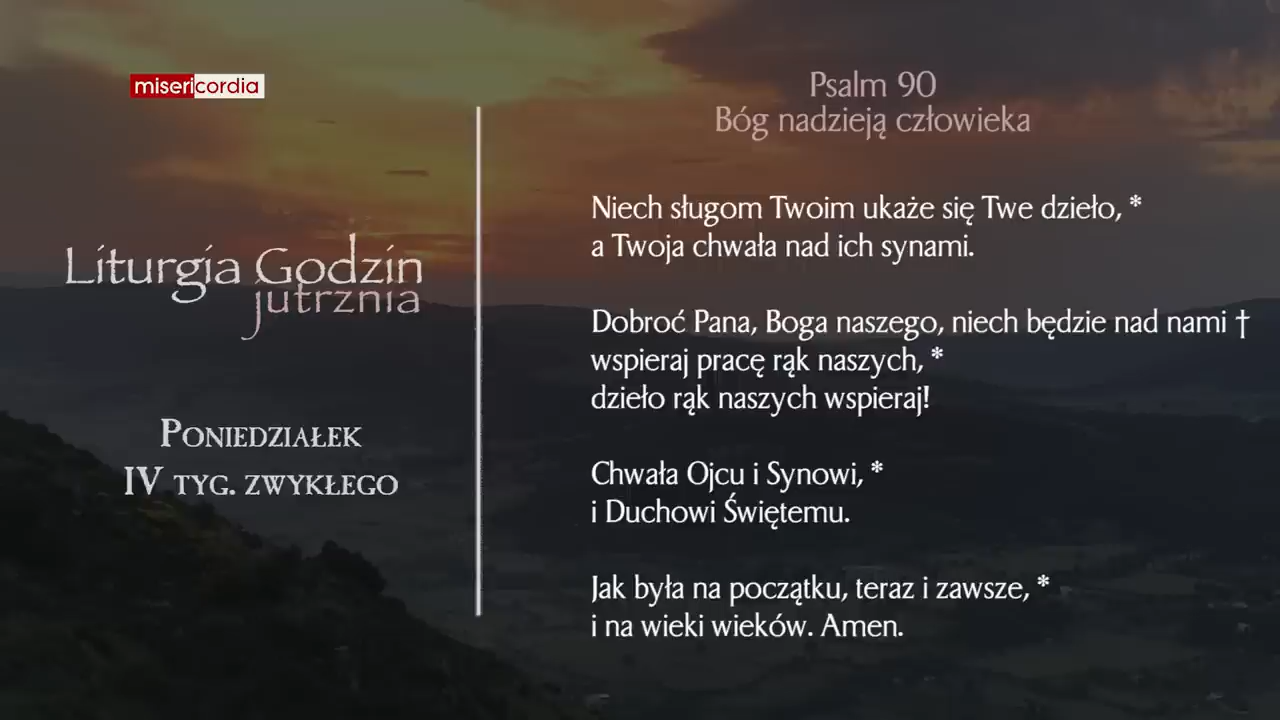 misericordia
Liturgia Godzin
jutrznia
Poniedziałek
IV tyg. zwykłego
Psalm 90
Bóg nadzieją człowieka
Niech sługom Twoim ukaże się Twe dzieło, *
a Twoja chwała nad ich synami.
Dobroć Pana, Boga naszego, niech będzie nad nami †
wspieraj pracę rąk naszych, *
dzieło rąk naszych wspieraj!
Chwała Ojcu i Synowi, *
i Duchowi Świętemu.
Jak była na początku, teraz i zawsze, *
i na wieki wieków. Amen.